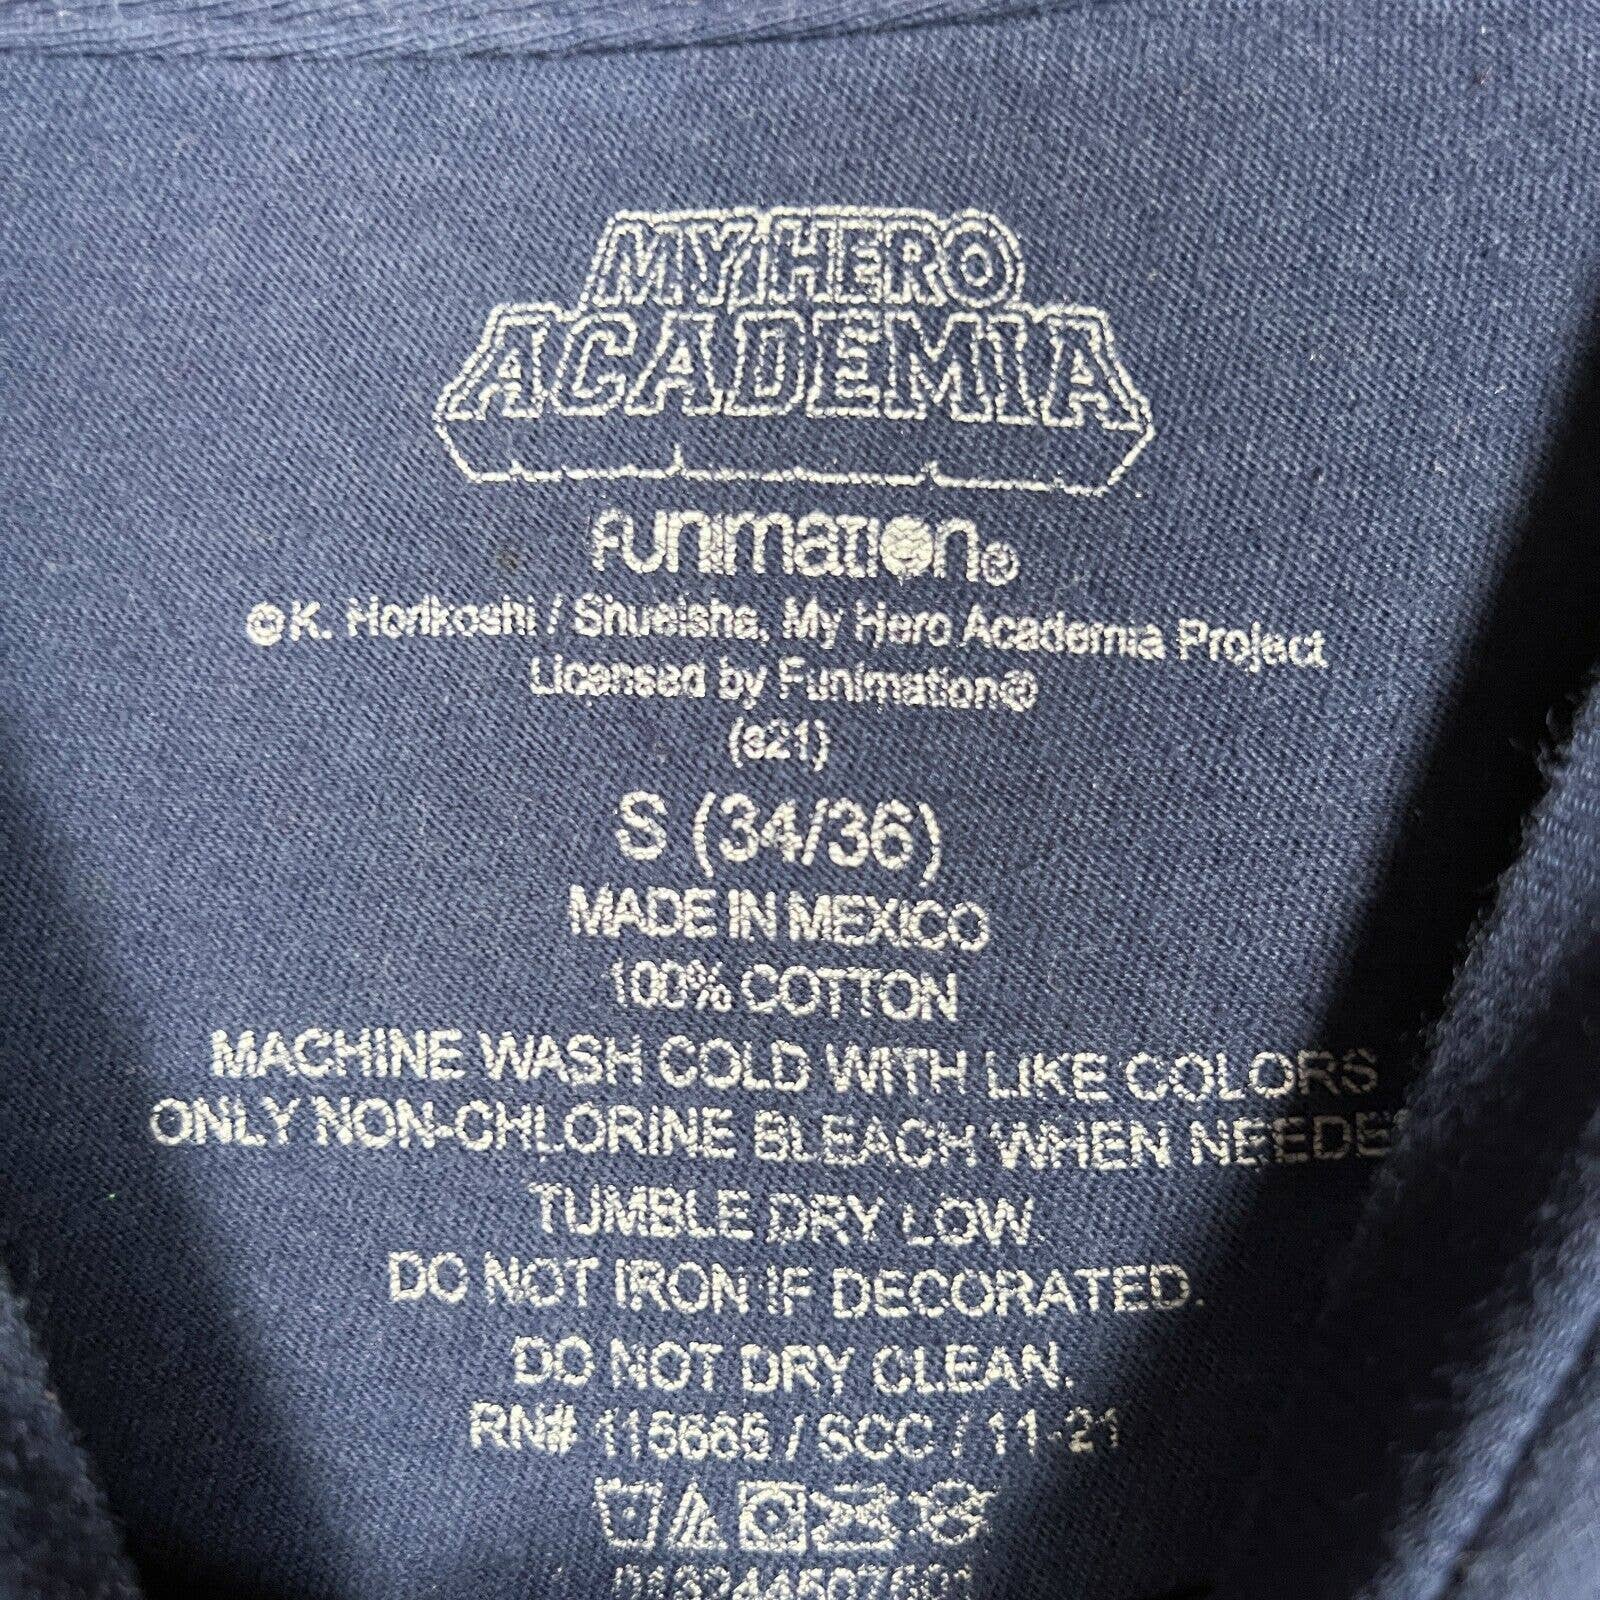 MY HERO
ACADEMIA
FUNIMATION®
©K. Horikoshi / Shueisha, My Hero Academia Project
Licensed by Funimation®
(s21)
S (34/36)
MADE IN MEXICO
100% COTTON
MACHINE WASH COLD WITH LIKE COLORS
ONLY NON-CHLORINE BLEACH WHEN NEEDE
TUMBLE DRY LOW
DO NOT IRON IF DECORATED.
DO NOT DRY CLEAN.
RN# / SCC / 11-21